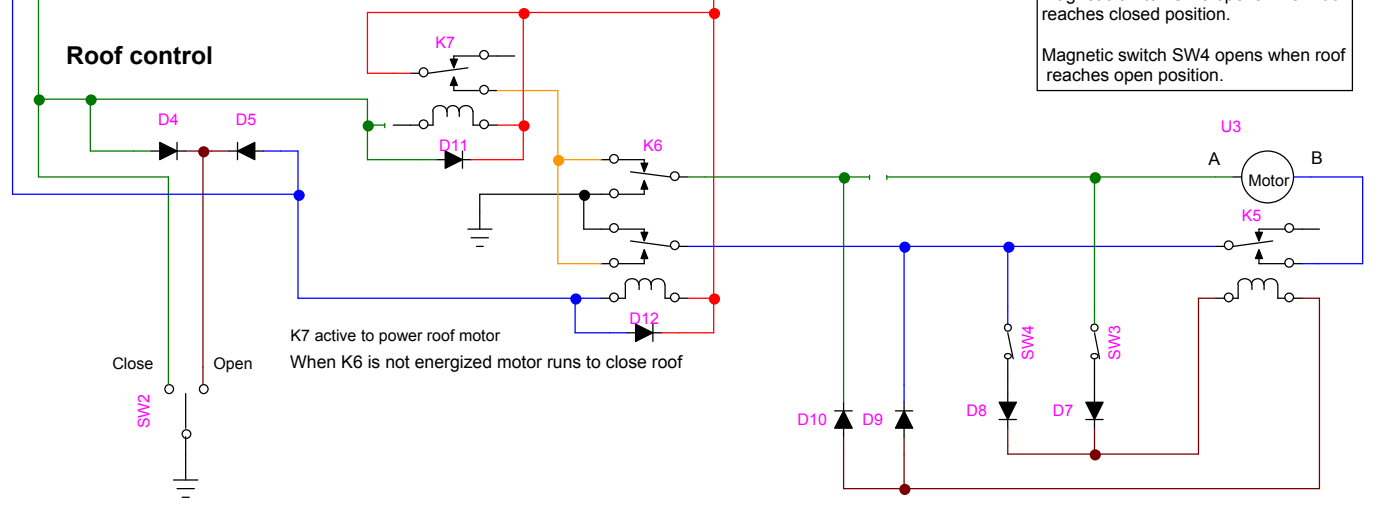 reaches closed position.
Magnetic switch SW4 opens when roof
reaches open position.
Roof control
K7
D4
D5
D11
K6
U3
A
B
Motor
K5
D12
K7 active to power roof motor
When K6 is not energized motor runs to close roof
Close
Open
SW2
SW4
SW3
D10
D9
D8
D7